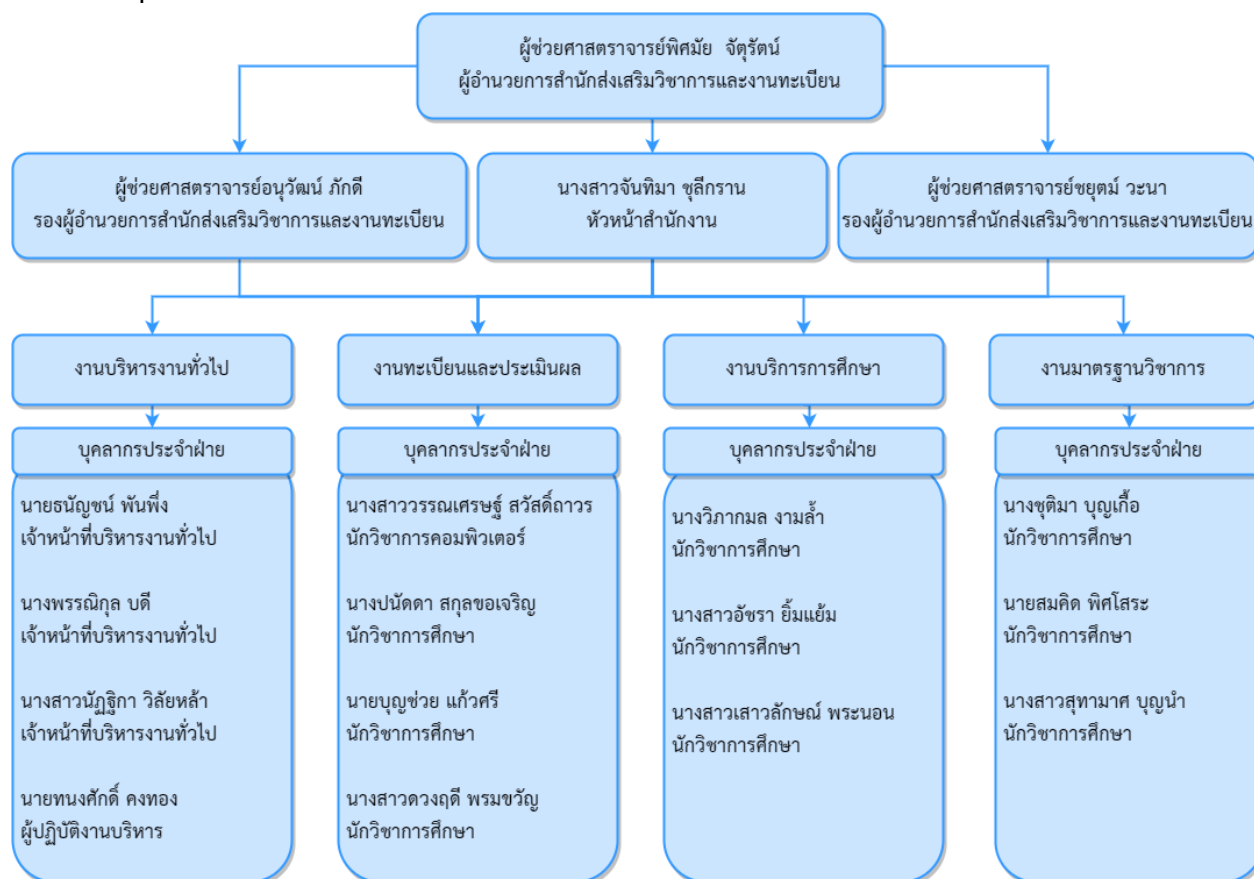 ผู้ช่วยศาสตราจารย์พิศมัย จัตุรัตน์
ผู้อำนวยการสำนักส่งเสริมวิชาการและงานทะเบียน
ผู้ช่วยศาสตราจารย์อนุวัฒน์ ภักดี
รองผู้อำนวยการสำนักส่งเสริมวิชาการและงานทะเบียน
นางสาวจันทิมา ชุลีกราน
หัวหน้าสำนักงาน
ผู้ช่วยศาสตราจารย์ชยุตม์ วะนา
รองผู้อำนวยการสำนักส่งเสริมวิชาการและงานทะเบียน
งานบริหารงานทั่วไป
บุคลากรประจำฝ่าย
นายธนัญชน์ พันพึ่ง
เจ้าหน้าที่บริหารงานทั่วไป
นางพรรณิกุล บดี
เจ้าหน้าที่บริหารงานทั่วไป
นางสาวนัฏฐิกา วิลัยหล้า
เจ้าหน้าที่บริหารงานทั่วไป
นายทนงศักดิ์ คงทอง
ผู้ปฏิบัติงานบริหาร
งานทะเบียนและประเมินผล
บุคลากรประจำฝ่าย
นางสาววรรณเศรษฐ์ สวัสดิ์ถาวร
นักวิชาการคอมพิวเตอร์
นางปนัดดา สกุลขอเจริญ
นักวิชาการศึกษา
นายบุญช่วย แก้วศรี
นักวิชาการศึกษา
นางสาวดวงฤดี พรมขวัญ
นักวิชาการศึกษา
งานบริการการศึกษา
บุคลากรประจำฝ่าย
นางวิภากมล งามล้ำ
นักวิชาการศึกษา
นางสาวอัชรา ยิ้มแย้ม
นักวิชาการศึกษา
นางสาวเสาวลักษณ์ พระนอน
นักวิชาการศึกษา
งานมาตรฐานวิชาการ
บุคลากรประจำฝ่าย
นางชุติมา บุญเกื้อ
นักวิชาการศึกษา
นายสมคิด พิศโสระ
นักวิชาการศึกษา
นางสาวสุทามาศ บุญนำ
นักวิชาการศึกษา